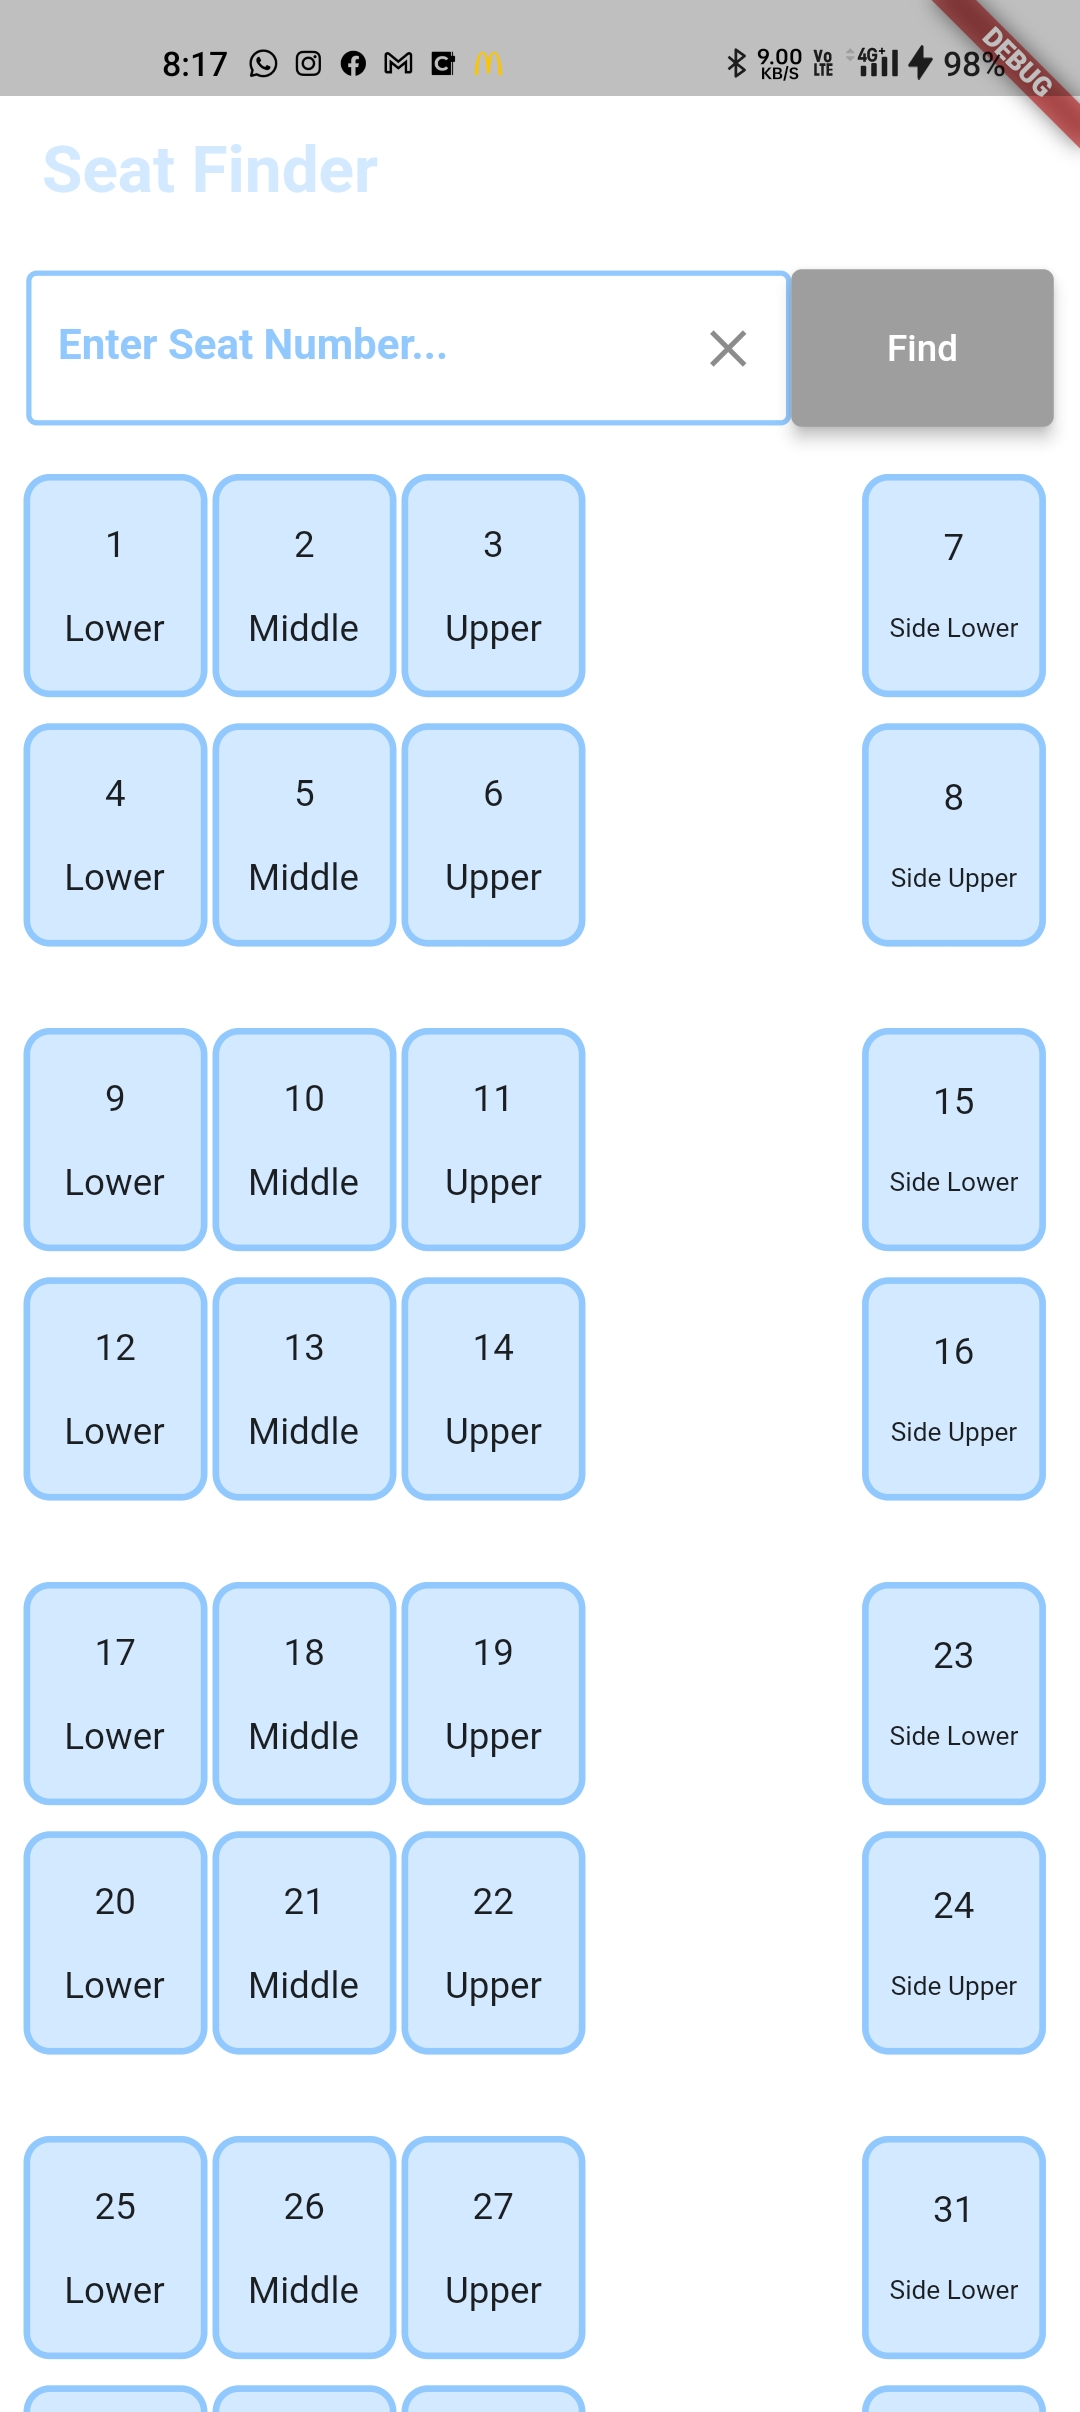 8:17 9.00 KB/S Vo LTE 4G+ 98%
DEBUG
Seat Finder
Enter Seat Number... Find
1 2 3 7
Lower Middle Upper Side Lower
4 5 6 8
Lower Middle Upper Side Upper
9 10 11 15
Lower Middle Upper Side Lower
12 13 14 16
Lower Middle Upper Side Upper
17 18 19 23
Lower Middle Upper Side Lower
20 21 22 24
Lower Middle Upper Side Upper
25 26 27 31
Lower Middle Upper Side Lower